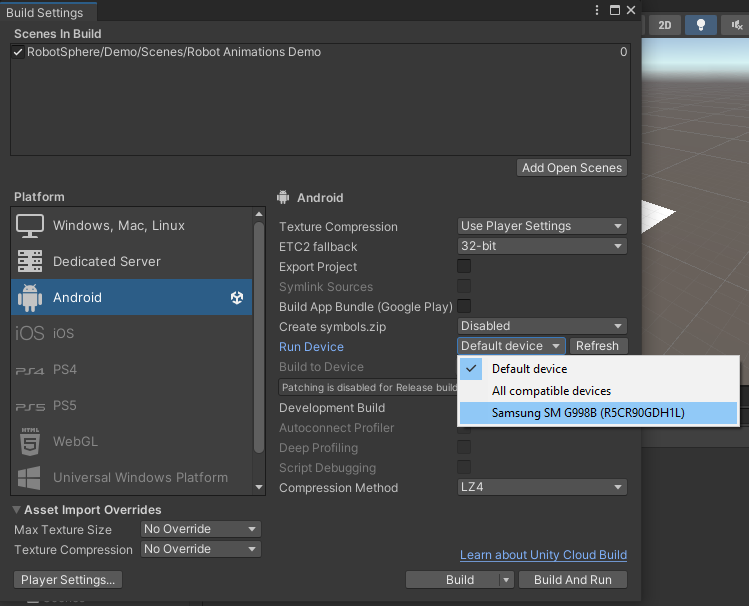 Build Settings
2D
Scenes In Build
RobotSphere/Demo/Scenes/Robot Animations Demo 0
Add Open Scenes
Platform
Windows, Mac, Linux
Dedicated Server
Android
iOS iOS
PS4 PS4
PS5 PS5
HTML WebGL
Universal Windows Platform
Android
Texture Compression Use Player Settings
ETC2 fallback 32-bit
Export Project
Symlink Sources
Build App Bundle (Google Play)
Create symbols.zip Disabled
Run Device Default device Refresh
Default device
All compatible devices
Samsung SM G998B (R5CR90GDH1L)
Build to Device
Patching is disabled for Release build
Development Build
Autoconnect Profiler
Deep Profiling
Script Debugging
Compression Method LZ4
Asset Import Overrides
Max Texture Size No Override
Texture Compression No Override
Learn about Unity Cloud Build
Player Settings... Build Build And Run